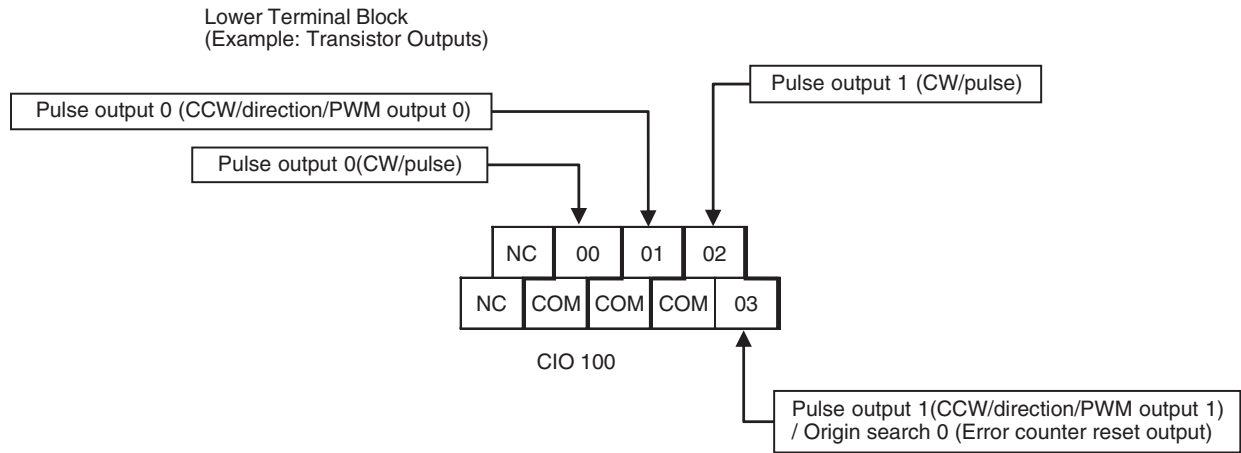 Lower Terminal Block
(Example: Transistor Outputs)
Pulse output 1 (CW/pulse)
Pulse output 0 (CCW/direction/PWM output 0)
Pulse output 0(CW/pulse)
NC 00 01 02
NC COM COM COM 03
CIO 100
Pulse output 1(CCW/direction/PWM output 1)
/ Origin search 0 (Error counter reset output)